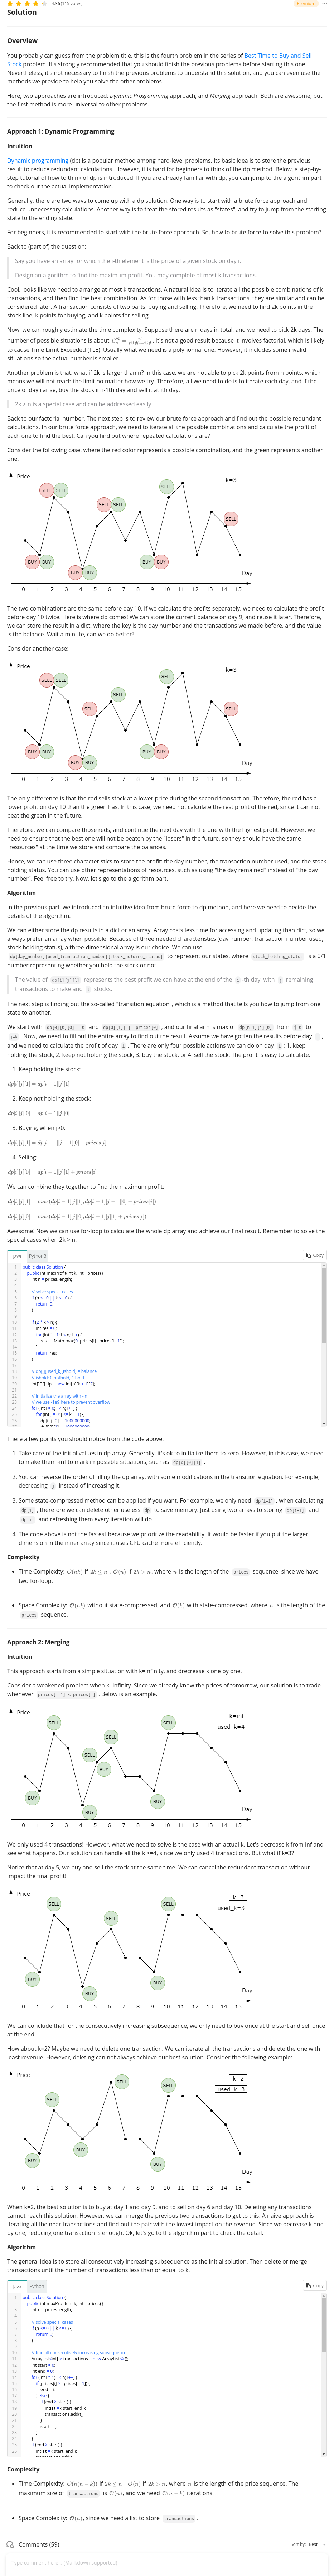 4.36 (115 votes)
Premium
Solution
Overview
You probably can guess from the problem title, this is the fourth problem in the series of Best Time to Buy and Sell
Stock problem. It's strongly recommended that you should finish the previous problems before starting this one.
Nevertheless, it's not necessary to finish the previous problems to understand this solution, and you can even use the
methods we provide to help you solve the other problems.
Here, two approaches are introduced: Dynamic Programming approach, and Merging approach. Both are awesome, but
the first method is more universal to other problems.
Approach 1: Dynamic Programming
Intuition
Dynamic programming (dp) is a popular method among hard-level problems. Its basic idea is to store the previous
result to reduce redundant calculations. However, it is hard for beginners to think of the dp method. Below, a step-by-
step tutorial of how to think of dp is introduced. If you are already familiar with dp, you can jump to the algorithm part
to check out the actual implementation.
Generally, there are two ways to come up with a dp solution. One way is to start with a brute force approach and
reduce unnecessary calculations. Another way is to treat the stored results as "states", and try to jump from the starting
state to the ending state.
For beginners, it is recommended to start with the brute force approach. So, how to brute force to solve this problem?
Back to (part of) the question:
Say you have an array for which the i-th element is the price of a given stock on day i.
Design an algorithm to find the maximum profit. You may complete at most k transactions.
Cool, looks like we need to arrange at most k transactions. A natural idea is to iterate all the possible combinations of k
transactions, and then find the best combination. As for those with less than k transactions, they are similar and can be
considered later. A transaction consists of two parts: buying and selling. Therefore, we need to find 2k points in the
stock line, k points for buying, and k points for selling.
Now, we can roughly estimate the time complexity. Suppose there are n days in total, and we need to pick 2k days. The
cause Time Limit Exceeded (TLE). Usually what we need is a polynomial time solution. Moreover, it includes invalid
situations so the actual number is smaller.
Another problem is that, what if 2k is larger than n? In this case, we are not able to pick 2k points from n points, which
means we will not reach the limit no matter how we try. Therefore, all we need to do is to iterate each day, and if the
price of day i arise, buy the stock in i-1th day and sell it at ith day.
2k > n is a special case and can be addressed easily.
Back to our factorial number. The next step is to review our brute force approach and find out the possible redundant
calculations. In our brute force approach, we need to iterate all the possible combinations and calculate the profit of
each one to find the best. Can you find out where repeated calculations are?
Consider the following case, where the red color represents a possible combination, and the green represents another
one:
Price
k=3
SELL SELL SELL SELL SELL SELL
BUY BUY BUY BUY BUY BUY
Day
0 1 2 3 4 5 6 7 8 9 10 11 12 13 14 15
The two combinations are the same before day 10. If we calculate the profits separately, we need to calculate the profit
before day 10 twice. Here is where dp comes! We can store the current balance on day 9, and reuse it later. Therefore,
we can store the result in a dict, where the key is the day number and the transactions we made before, and the value
is the balance. Wait a minute, can we do better?
Consider another case:
Price
k=3
SELL SELL SELL SELL SELL SELL
BUY BUY BUY BUY BUY BUY
Day
0 1 2 3 4 5 6 7 8 9 10 11 12 13 14 15
The only difference is that the red sells stock at a lower price during the second transaction. Therefore, the red has a
lower profit on day 10 than the green has. In this case, we may not calculate the rest profit of the red, since it can not
beat the green in the future.
Therefore, we can compare those reds, and continue the next day with the one with the highest profit. However, we
need to ensure that the losers will not become the highest to be the "losers" in the future, so they should have the same
"resources" at the time we stop and compare the balances.
Hence, we can use three characteristics to store the profit: the day number, the transaction number used, and the stock
holding status. You can use other representations of resources, such as using "the day remained" instead of "the day
number". Feel free to try. Now, let's go to the algorithm part.
Algorithm
In the previous part, we introduced an intuitive idea from brute force to dp method, and here we need to decide the
details of the algorithm.
We can either store the dp results in a dict or an array. Array costs less time for accessing and updating than dict, so we
always prefer an array when possible. Because of three needed characteristics (day number, transaction number used,
stock holding status), a three-dimensional array is our choice. We can use
dp[day_number][used_transaction_number][stock_holding_status] to represent our states, where stock_holding_status is a 0/1
number representing whether you hold the stock or not.
The value of dp[i][j][l] represents the best profit we can have at the end of the i -th day, with j remaining
transactions to make and l stocks.
The next step is finding out the so-called "transition equation", which is a method that tells you how to jump from one
state to another.
We start with dp[0][0][0] = 0 and dp[0][1][1]=-prices[0] , and our final aim is max of dp[n-1][j][0] from j=0 to
j=k . Now, we need to fill out the entire array to find out the result. Assume we have gotten the results before day i ,
and we need to calculate the profit of day i . There are only four possible actions we can do on day i : 1. keep
holding the stock, 2. keep not holding the stock, 3. buy the stock, or 4. sell the stock. The profit is easy to calculate.
1. Keep holding the stock:
dp[i][j][1] = dp[i − 1][j][1]
2. Keep not holding the stock:
dp[i][j][0] = dp[i − 1][j][0]
3. Buying, when j>0:
dp[i][j][1] = dp[i − 1][j − 1][0] − prices[i]
4. Selling:
dp[i][j][0] = dp[i − 1][j][1] + prices[i]
We can combine they together to find the maximum profit:
dp[i][j][1] = max(dp[i − 1][j][1], dp[i − 1][j − 1][0] − prices[i])
dp[i][j][0] = max(dp[i − 1][j][0], dp[i − 1][j][1] + prices[i])
Awesome! Now we can use for-loop to calculate the whole dp array and achieve our final result. Remember to solve the
special cases when 2k > n.
Java Python3 Copy
1 public class Solution {
2 public int maxProfit(int k, int[] prices) {
3 int n = prices.length;
4
5 // solve special cases
6 if (n <= 0 || k <= 0) {
7 return 0;
8 }
9
10 if (2 * k > n) {
11 int res = 0;
12 for (int i = 1; i < n; i++) {
13 res += Math.max(0, prices[i] - prices[i - 1]);
14 }
15 return res;
16 }
17
18 // dp[i][used_k][ishold] = balance
19 // ishold: 0 nothold, 1 hold
20 int[][][] dp = new int[n][k + 1][2];
21
22 // initialize the array with -inf
23 // we use -1e9 here to prevent overflow
24 for (int i = 0; i < n; i++) {
25 for (int j = 0; j <= k; j++) {
26 dp[i][j][0] = -1000000000;
There a few points you should notice from the code above:
1. Take care of the initial values in dp array. Generally, it's ok to initialize them to zero. However, in this case, we need
to make them -inf to mark impossible situations, such as dp[0][0][1] .
2. You can reverse the order of filling the dp array, with some modifications in the transition equation. For example,
decreasing j instead of increasing it.
3. Some state-compressed method can be applied if you want. For example, we only need dp[i-1] , when calculating
dp[i] , therefore we can delete other useless dp to save memory. Just using two arrays to storing dp[i-1] and
dp[i] and refreshing them every iteration will do.
4. The code above is not the fastest because we prioritize the readability. It would be faster if you put the larger
dimension in the inner array since it uses CPU cache more efficiently.
Complexity
Time Complexity: O(nk) if 2k ≤ n , O(n) if 2k > n, where n is the length of the prices sequence, since we have
two for-loop.
Space Complexity: O(nk) without state-compressed, and O(k) with state-compressed, where n is the length of the
prices sequence.
Approach 2: Merging
Intuition
This approach starts from a simple situation with k=infinity, and decrease k one by one.
Consider a weakened problem when k=infinity. Since we already know the prices of tomorrow, our solution is to trade
whenever prices[i-1] < prices[i] . Below is an example.
Price
k=inf
used_k=4
SELL SELL SELL SELL
BUY BUY BUY BUY
Day
0 1 2 3 4 5 6 7 8 9 10 11 12 13 14 15
We only used 4 transactions! However, what we need to solve is the case with an actual k. Let's decrease k from inf and
see what happens. Our solution can handle all the k >=4, since we only used 4 transactions. But what if k=3?
Notice that at day 5, we buy and sell the stock at the same time. We can cancel the redundant transaction without
impact the final profit!
Price
k=3
used_k=3
SELL SELL SELL
BUY BUY BUY
Day
0 1 2 3 4 5 6 7 8 9 10 11 12 13 14 15
We can conclude that for the consecutively increasing subsequence, we only need to buy once at the start and sell once
at the end.
How about k=2? Maybe we need to delete one transaction. We can iterate all the transactions and delete the one with
least revenue. However, deleting can not always achieve our best solution. Consider the following example:
Price
k=2
used_k=3
SELL SELL SELL
BUY BUY BUY
Day
0 1 2 3 4 5 6 7 8 9 10 11 12 13 14 15
When k=2, the best solution is to buy at day 1 and day 9, and to sell on day 6 and day 10. Deleting any transactions
cannot reach this solution. However, we can merge the previous two transactions to get to this. A naive approach is to
iterating all the near transactions and find out the pair with the lowest impact on the revenue. Since we decrease k one
by one, reducing one transaction is enough. Ok, let's go to the algorithm part to check the detail.
Algorithm
The general idea is to store all consecutively increasing subsequence as the initial solution. Then delete or merge
transactions until the number of transactions less than or equal to k.
Java Python Copy
1 public class Solution {
2 public int maxProfit(int k, int[] prices) {
3 int n = prices.length;
4
5 // solve special cases
6 if (n <= 0 || k <= 0) {
7 return 0;
8 }
9
10 // find all consecutively increasing subsequence
11 ArrayList<int[]> transactions = new ArrayList<>();
12 int start = 0;
13 int end = 0;
14 for (int i = 1; i < n; i++) {
15 if (prices[i] >= prices[i - 1]) {
16 end = i;
17 } else {
18 if (end > start) {
19 int[] t = { start, end };
20 transactions.add(t);
21 }
22 start = i;
23 }
24 }
25 if (end > start) {
26 int[] t = { start, end };
Complexity
Time Complexity: O(n(n − k)) if 2k ≤ n , O(n) if 2k > n, where n is the length of the price sequence. The
maximum size of transactions is O(n), and we need O(n − k) iterations.
Space Complexity: O(n), since we need a list to store transactions .
Comments (59)
Sort by: Best
Type comment here... (Markdown supported)